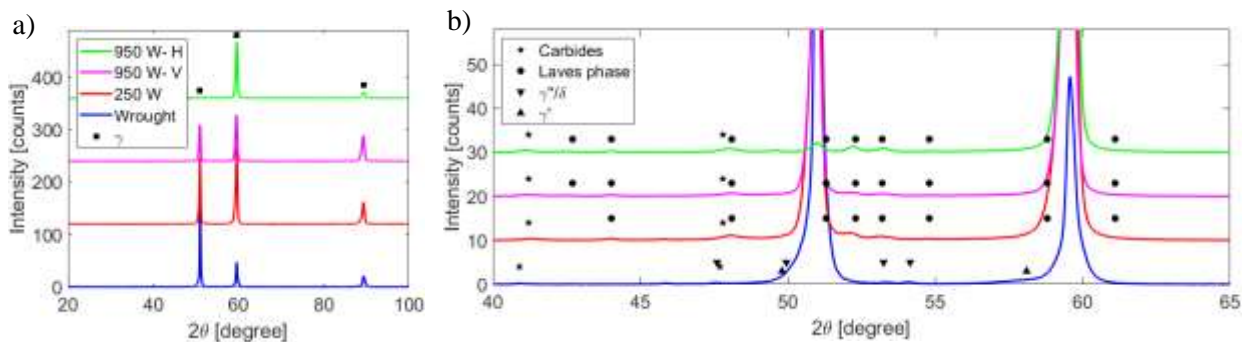 a)
950 W- H
950 W- V
250 W
Wrought
γ
Intensity [counts]
400
300
200
100
0
20 40 60 80 100
2θ [degree]
b)
Carbides
Laves phase
γ"/δ
Intensity [counts]
50
40
30
20
10
0
40 45 50 55 60 65
2θ [degree]